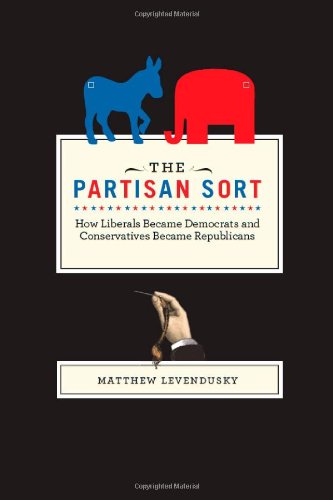 Copyrighted Material
THE
PARTISAN SORT
How Liberals Became Democrats and
Conservatives Became Republicans
MATTHEW LEVENDUSKY
Copyrighted Material